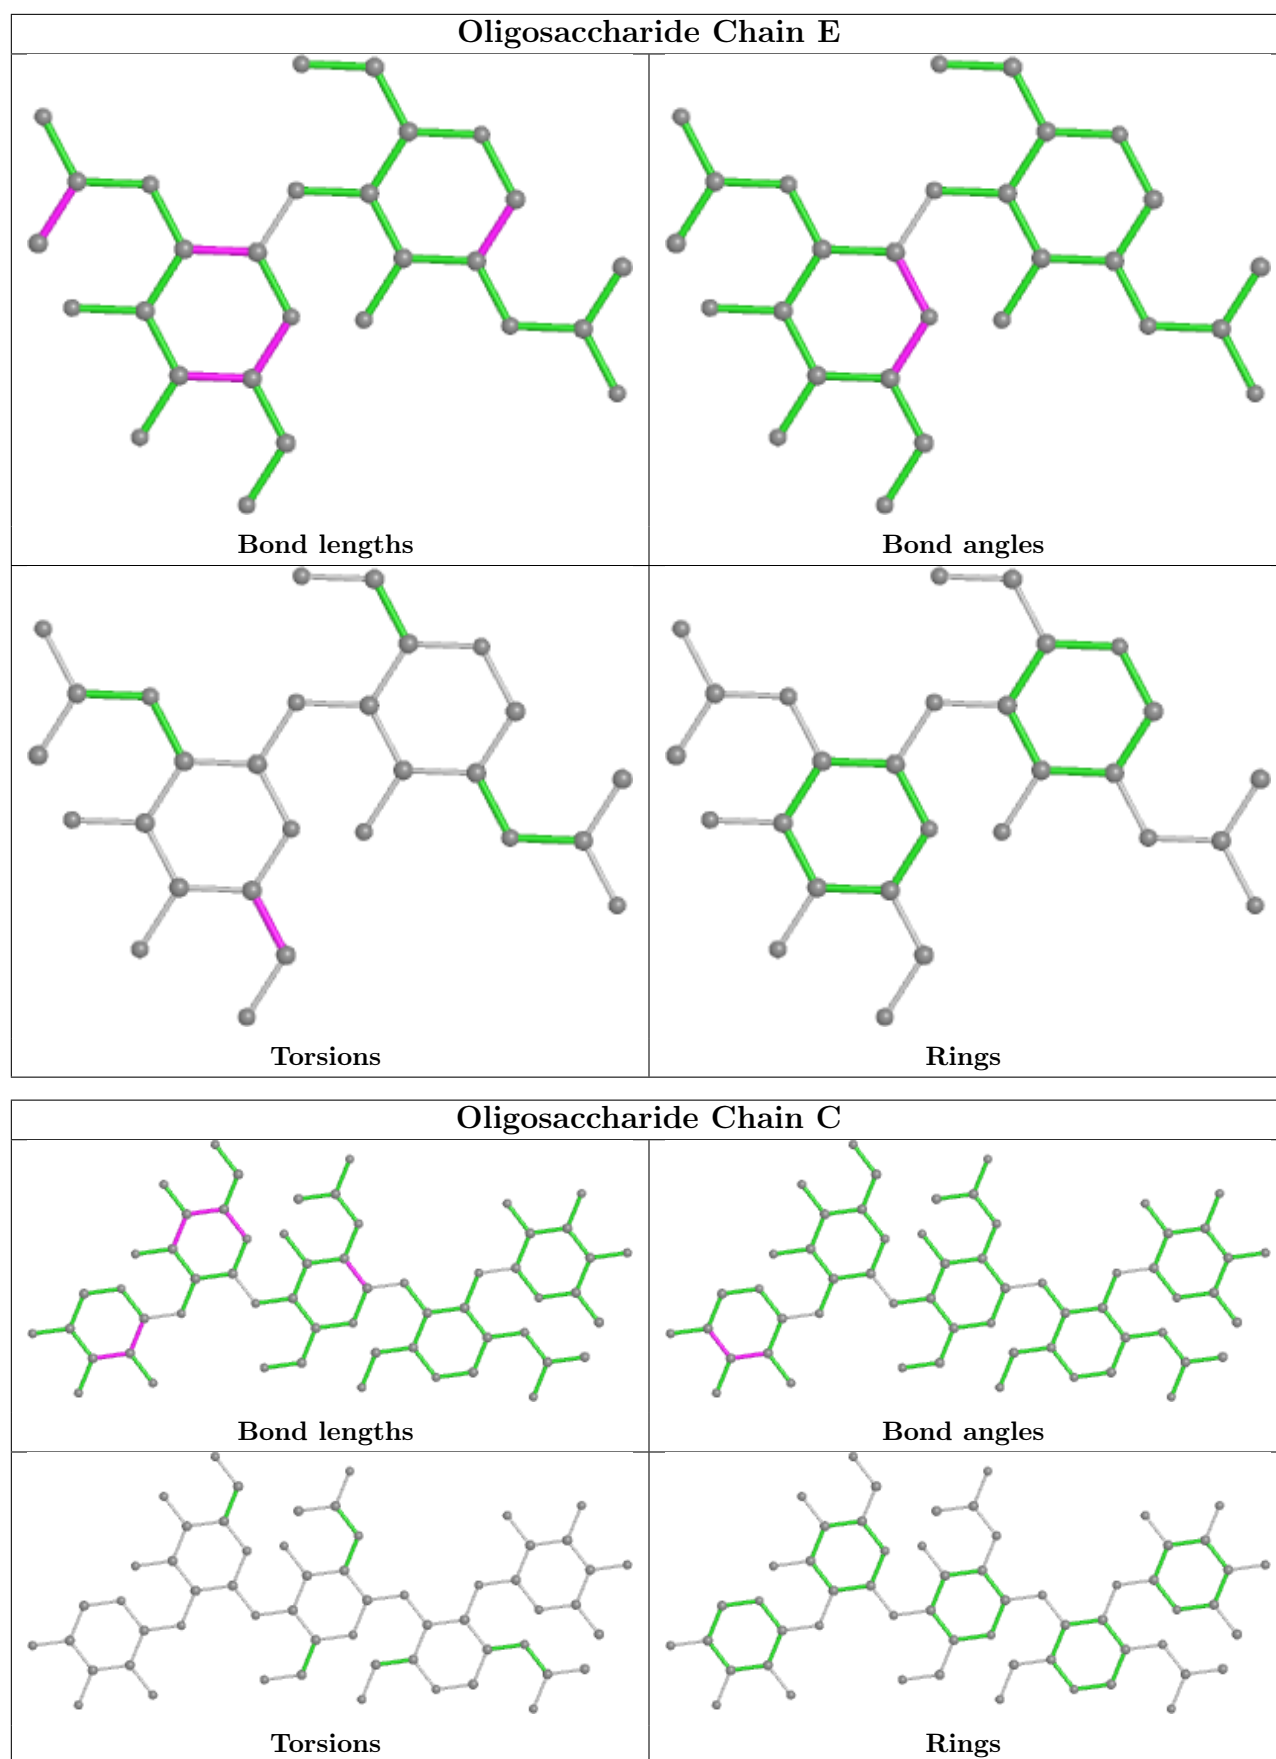 Oligosaccharide Chain E
Bond lengths
Bond angles
Torsions
Rings
Oligosaccharide Chain C
Bond lengths
Bond angles
Torsions
Rings